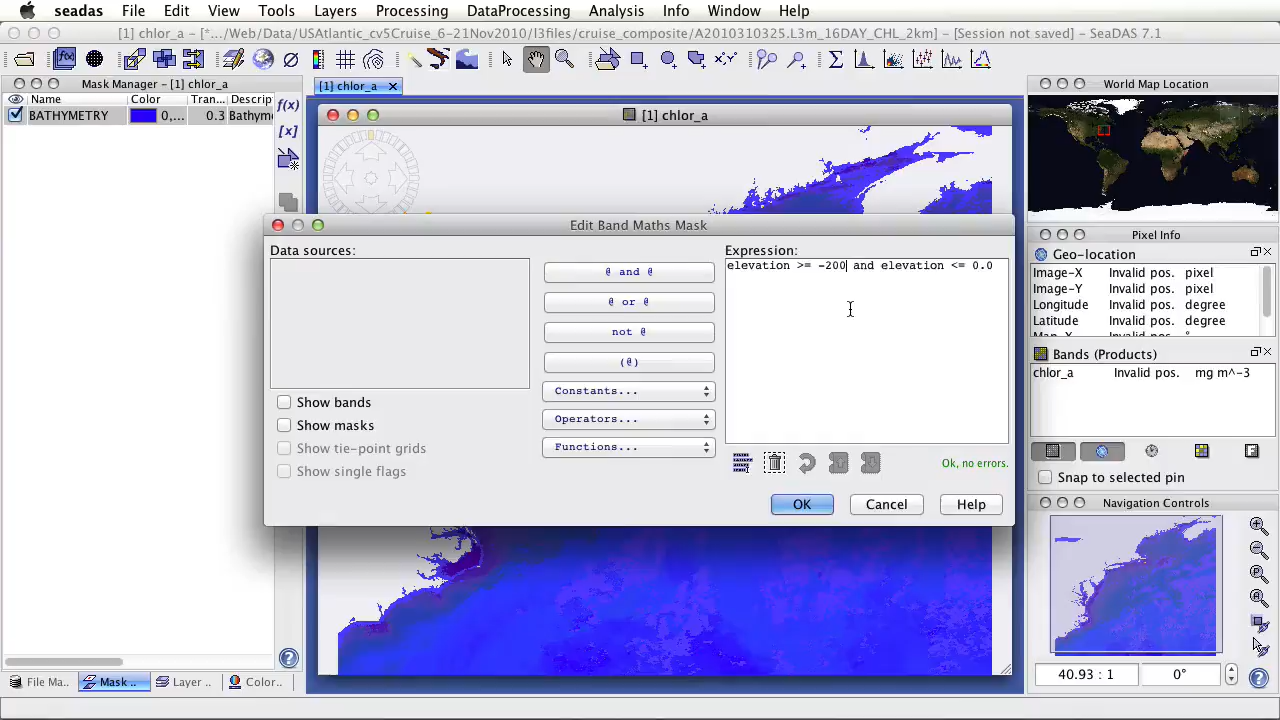 seadas File Edit View Tools Layers Processing DataProcessing Analysis Info Window Help
[1] chlor_a - [*.../Web/Data/USAtlantic_cv5Cruise_6-21Nov2010/l3files/cruise_composite/A2010310325.L3m_16DAY_CHL_2km] - [Session not saved] - SeaDAS 7.1
Mask Manager - [1] chlor_a
Name Color Tran... Descrip
BATHYMETRY 0,... 0.3 Bathyme
f(x)
[x]
[1] chlor_a
[1] chlor_a
Edit Band Maths Mask
Data sources:
Show bands
Show masks
Show tie-point grids
Show single flags
@ and @
@ or @
not @
(@)
Constants...
Operators...
Functions...
Expression:
elevation >= -200 and elevation <= 0.0
Ok, no errors.
OK Cancel Help
World Map Location
Pixel Info
Geo-location
Image-X Invalid pos. pixel
Image-Y Invalid pos. pixel
Longitude Invalid pos. degree
Latitude Invalid pos. degree
Bands (Products)
chlor_a Invalid pos. mg m^-3
Snap to selected pin
Navigation Controls
40.93 : 1 0°
File Ma... Mask ... Layer ... Color...